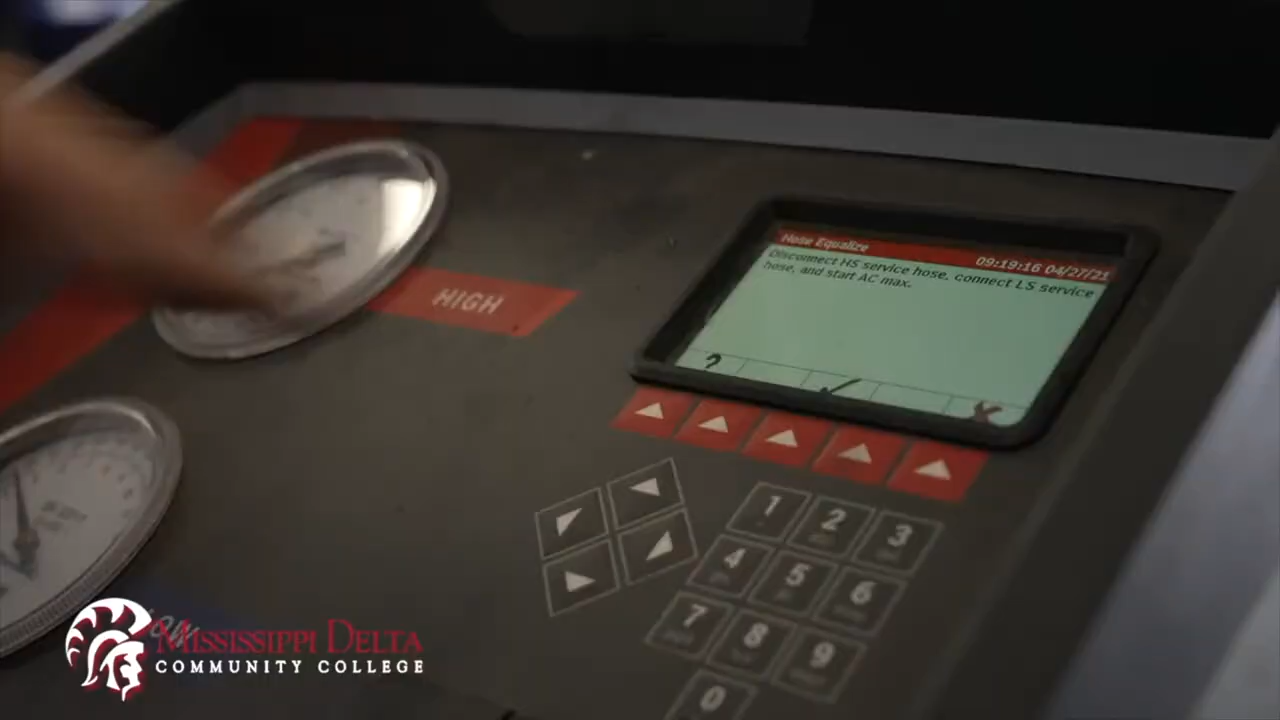 Hose Equalize
09:19:16 04/27/21
Disconnect HS service hose, connect LS service
hose, and start AC max.
?
HIGH
1 2 3
4 5 6
7 8 9
0
LOW
MISSISSIPPI DELTA
COMMUNITY COLLEGE